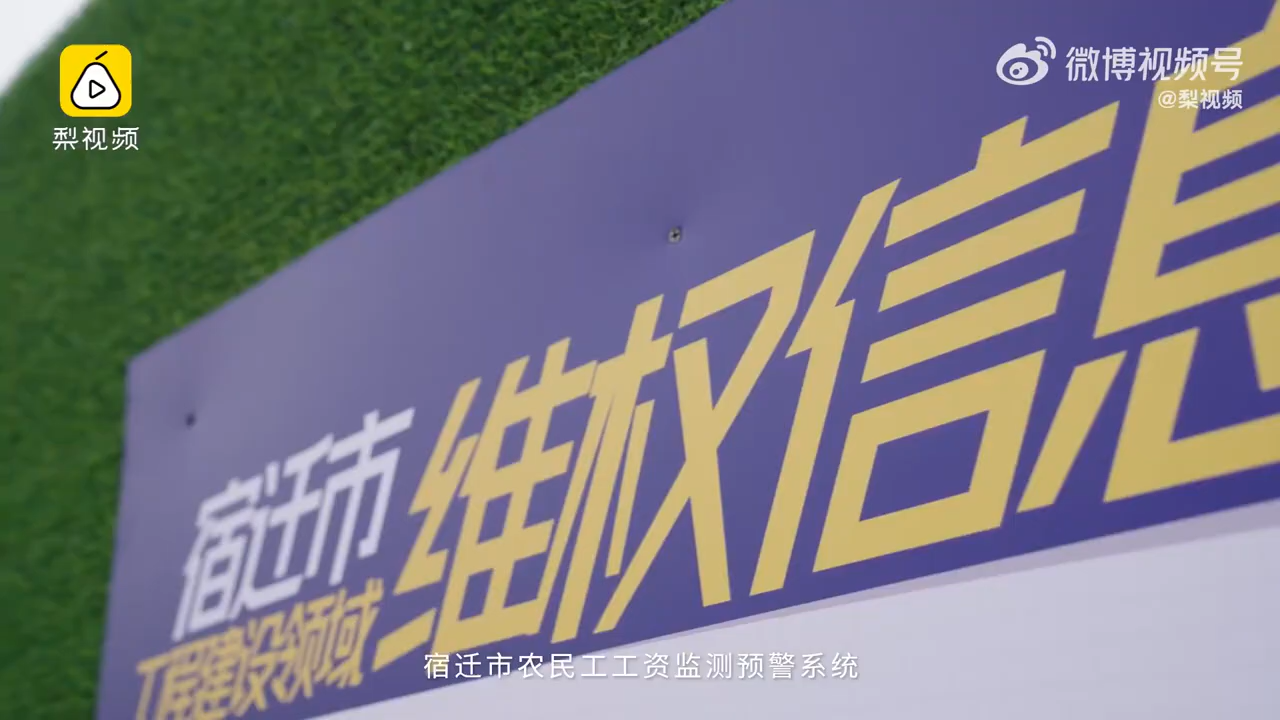 梨视频
微博视频号
@梨视频
宿迁市
工程建设领域
维权信息
宿迁市农民工工资监测预警系统